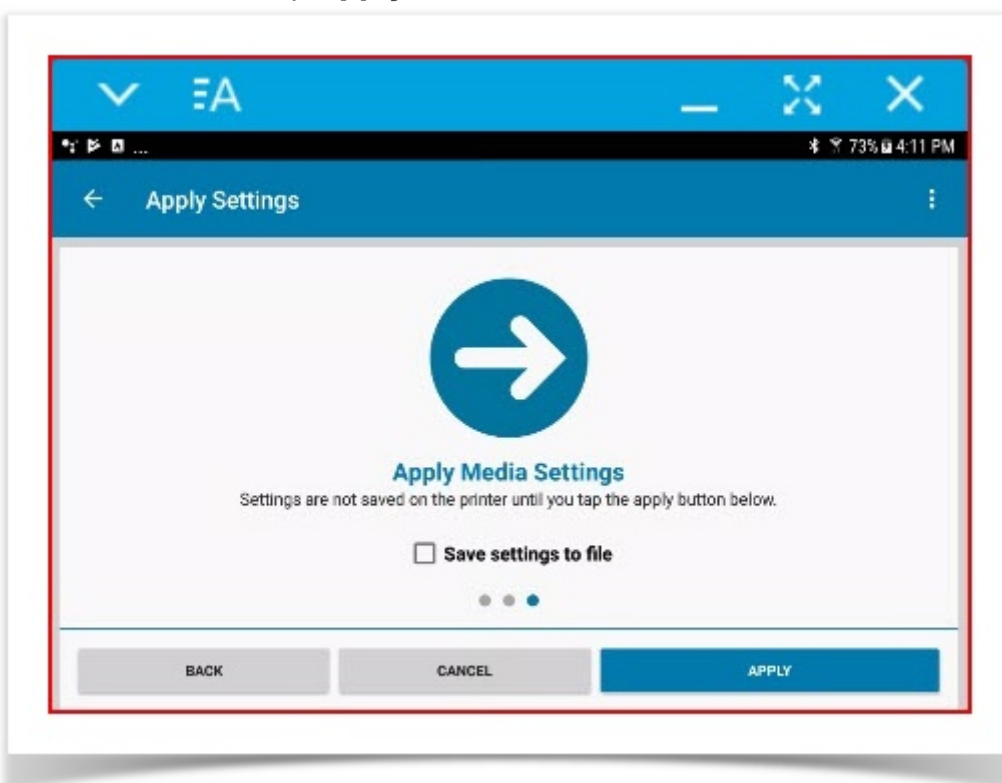 A
... 73% 4:11 PM
Apply Settings
Apply Media Settings
Settings are not saved on the printer until you tap the apply button below.
Save settings to file
BACK CANCEL APPLY